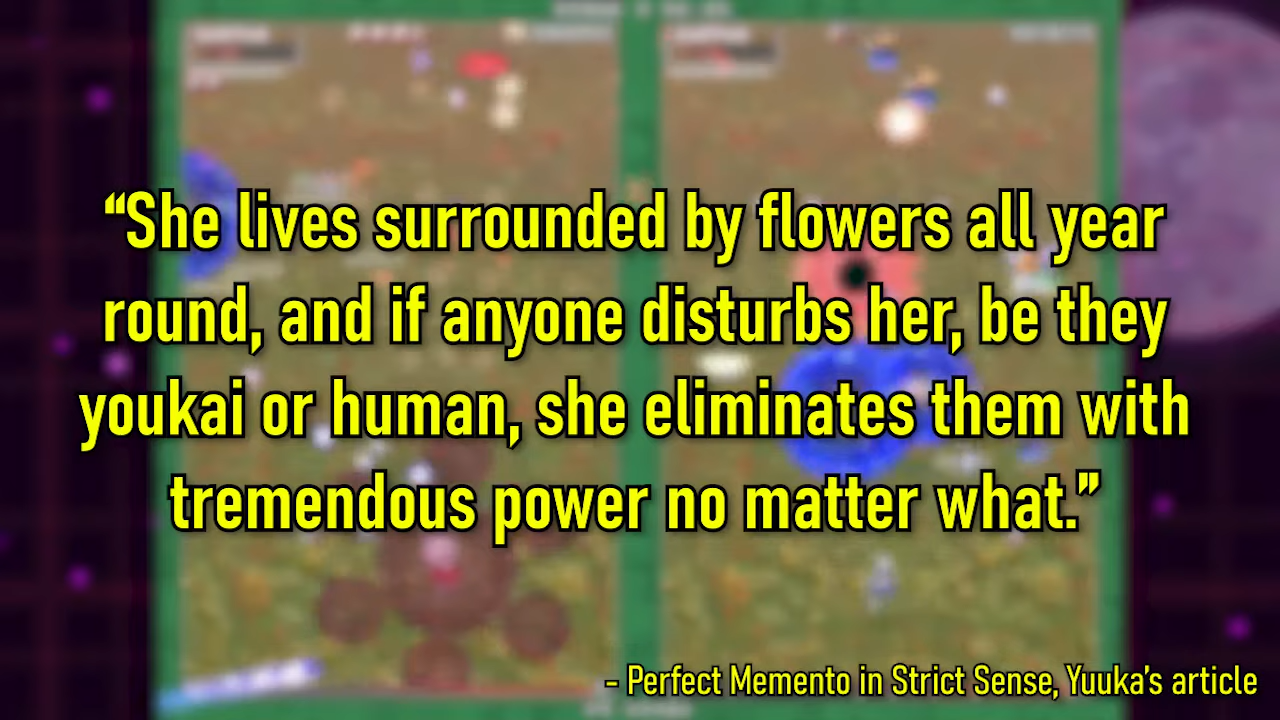 “She lives surrounded by flowers all year
round, and if anyone disturbs her, be they
youkai or human, she eliminates them with
tremendous power no matter what.”
- Perfect Memento in Strict Sense, Yuuka’s article